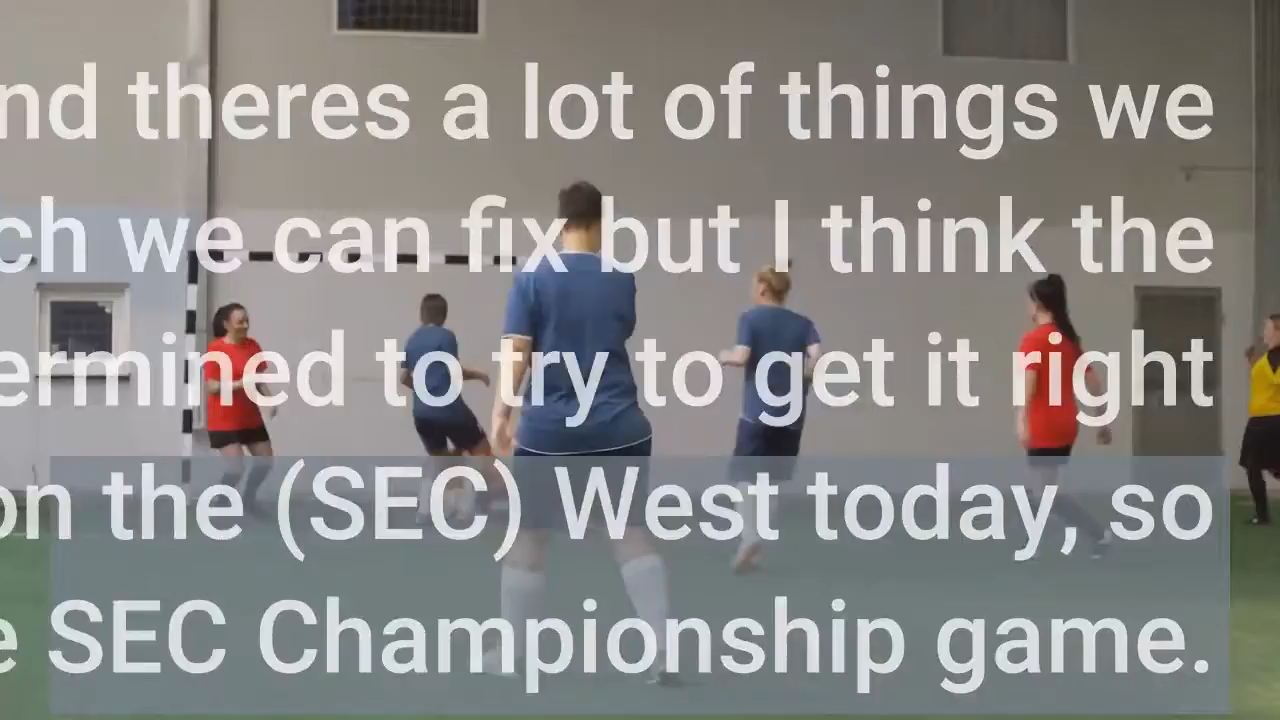 nd theres a lot of things we
ch we can fix but I think the
ermined to try to get it right
on the (SEC) West today, so
e SEC Championship game.